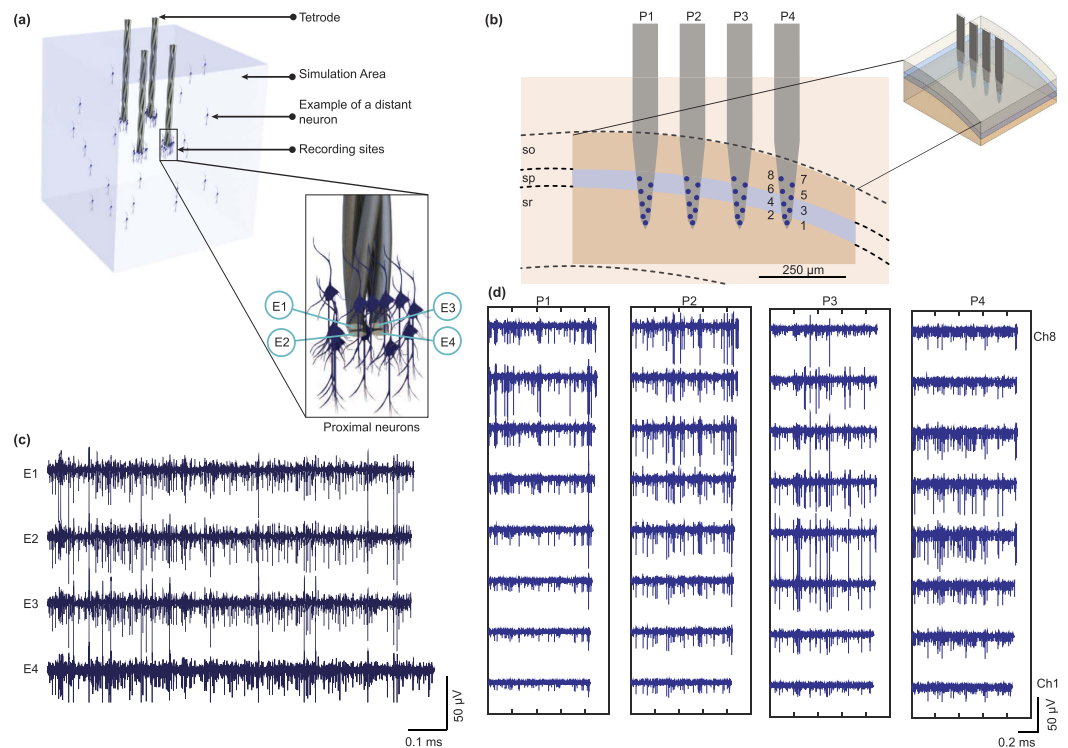 (a)
Tetrode
Simulation Area
Example of a distant
neuron
Recording sites
E1
E3
E2
E4
Proximal neurons
(b)
P1 P2 P3 P4
so
sp
sr
8 7
6 5
4 3
2 1
250 µm
(c)
E1
E2
E3
E4
50 µV
0.1 ms
(d)
P1 P2 P3 P4
Ch8
Ch1
50 µV
0.2 ms